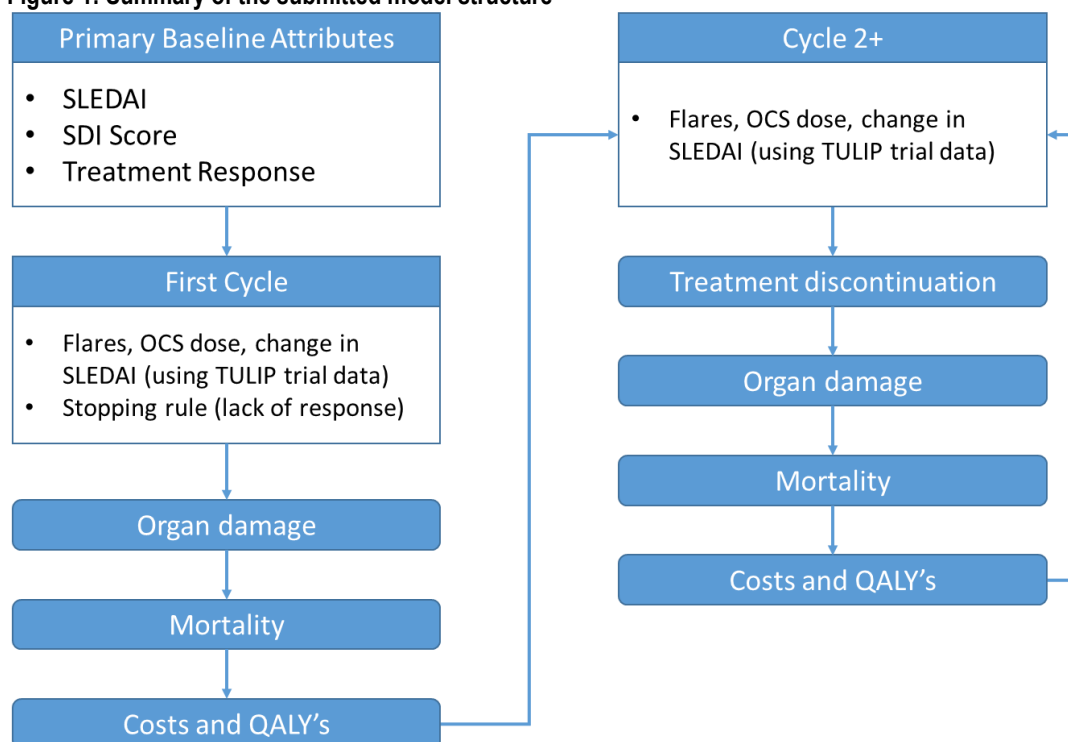 Figure 1: Summary of the submitted model structure
Primary Baseline Attributes
• SLEDAI
• SDI Score
• Treatment Response
First Cycle
• Flares, OCS dose, change in
SLEDAI (using TULIP trial data)
• Stopping rule (lack of response)
Organ damage
Mortality
Costs and QALY's
Cycle 2+
• Flares, OCS dose, change in
SLEDAI (using TULIP trial data)
Treatment discontinuation
Organ damage
Mortality
Costs and QALY's